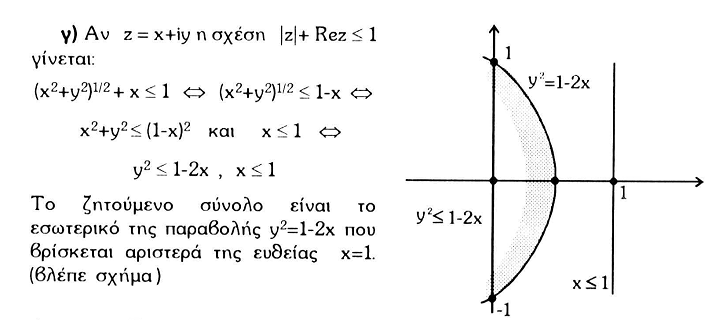 γ) Αν z = x+iy η σχέση |z|+ Rez ≤ 1
γίνεται:
(x²+y²)¹/² + x ≤ 1 ⇔ (x²+y²)¹/² ≤ 1-x ⇔
x²+y² ≤ (1-x)² και x ≤ 1 ⇔
y² ≤ 1-2x , x ≤ 1
Το ζητούμενο σύνολο είναι το
εσωτερικό της παραβολής y²=1-2x που
βρίσκεται αριστερά της ευθείας x=1.
(βλέπε σχήμα)
1
y²=1-2x
1
y²≤ 1-2x
x ≤ 1
-1